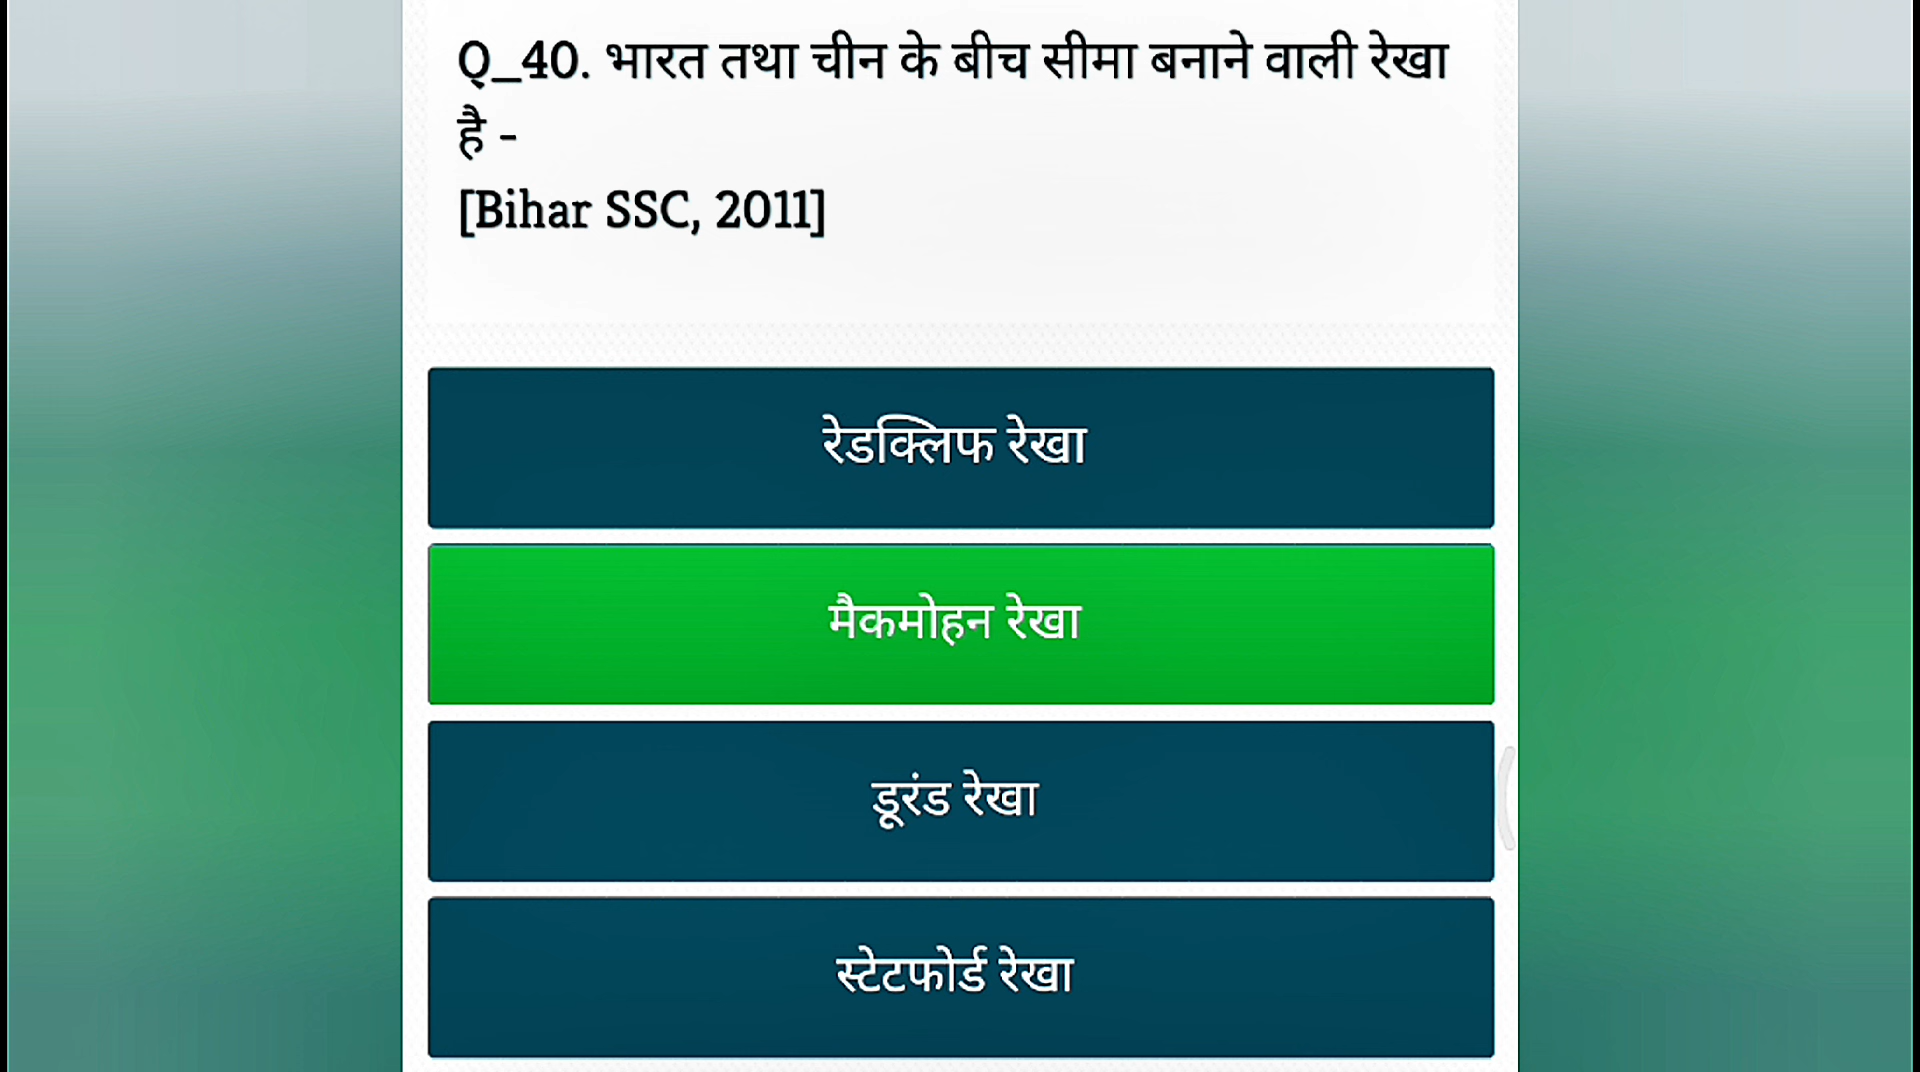 Q_40. भारत तथा चीन के बीच सीमा बनाने वाली रेखा
है -
[Bihar SSC, 2011]
रेडक्लिफ रेखा
मैकमोहन रेखा
डूरंड रेखा
स्टेटफोर्ड रेखा